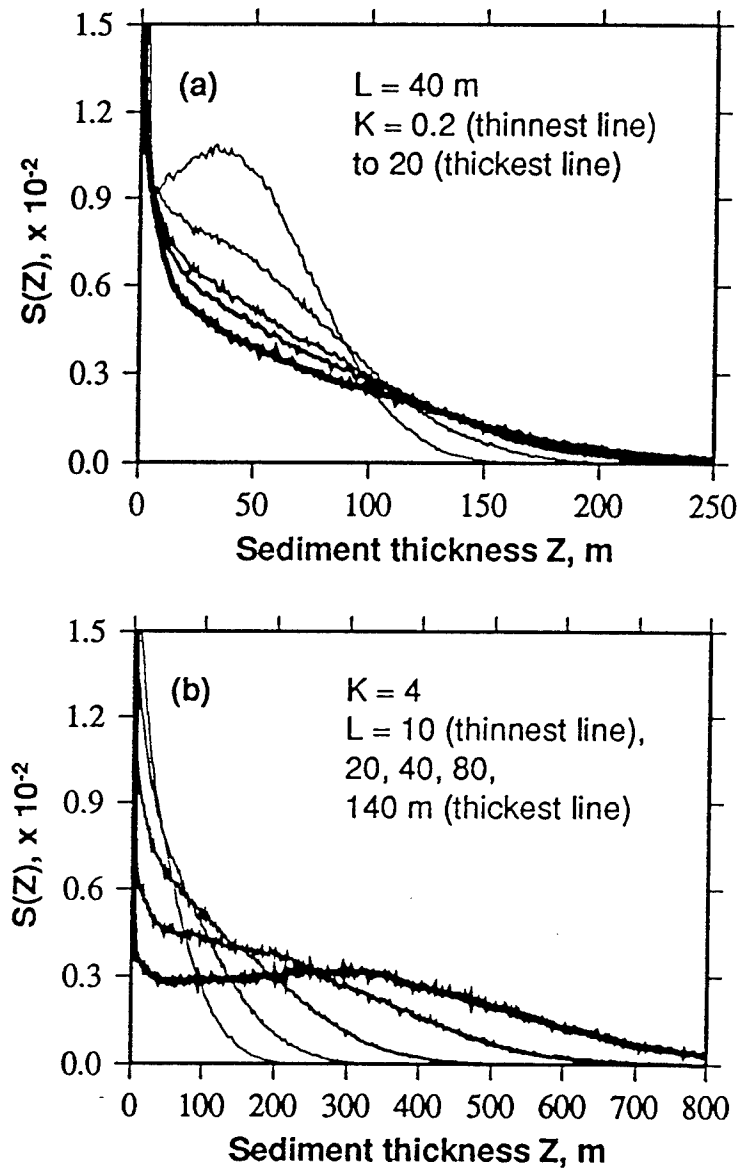 1.5
1.2
0.9
0.6
0.3
0.0
S(Z), x 10-2
(a)
L = 40 m
K = 0.2 (thinnest line)
to 20 (thickest line)
0 50 100 150 200 250
Sediment thickness Z, m
1.5
1.2
0.9
0.6
0.3
0.0
S(Z), x 10-2
(b)
K = 4
L = 10 (thinnest line),
20, 40, 80,
140 m (thickest line)
0 100 200 300 400 500 600 700 800
Sediment thickness Z, m